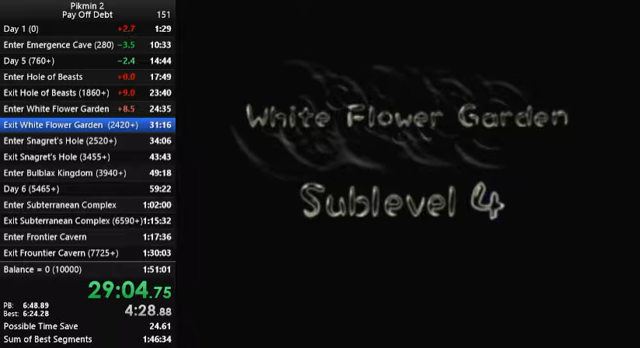 Pikmin 2
Pay Off Debt 151
Day 1 (0) +2.7 1:29
Enter Emergence Cave (280) −3.5 10:33
Day 5 (760+) −2.4 14:44
Enter Hole of Beasts +0.0 17:49
Exit Hole of Beasts (1860+) +9.0 23:40
Enter White Flower Garden +8.5 24:35
Exit White Flower Garden (2420+) 31:16
Enter Snagret's Hole (2520+) 34:06
Exit Snagret's Hole (3455+) 43:43
Enter Bulblax Kingdom (3940+) 49:18
Day 6 (5465+) 59:22
Enter Subterranean Complex 1:02:00
Exit Subterranean Complex (6590+) 1:15:32
Enter Frontier Cavern 1:17:36
Exit Frountier Cavern (7725+) 1:30:03
Balance = 0 (10000) 1:51:01
29:04.75
PB: 6:48.89
Best: 6:24.28
4:28.88
Possible Time Save 24.61
Sum of Best Segments 1:46:34
White Flower Garden
Sublevel 4